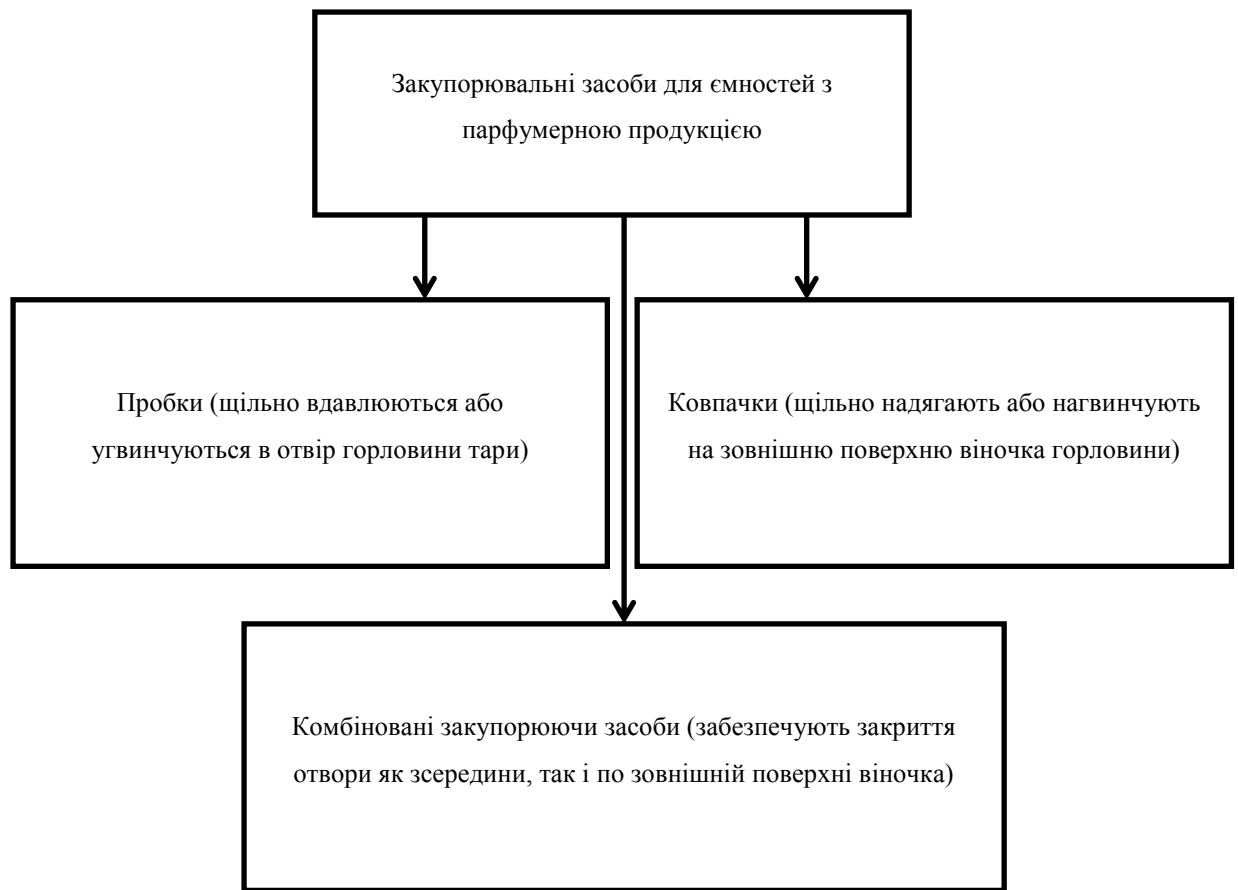 Закупорювальні засоби для ємностей з
парфумерною продукцією
Пробки (щільно вдавлюються або
угвинчуються в отвір горловини тари)
Ковпачки (щільно надягають або нагвинчують
на зовнішню поверхню віночка горловини)
Комбіновані закупорюючи засоби (забезпечують закриття
отвори як зсередини, так і по зовнішній поверхні віночка)